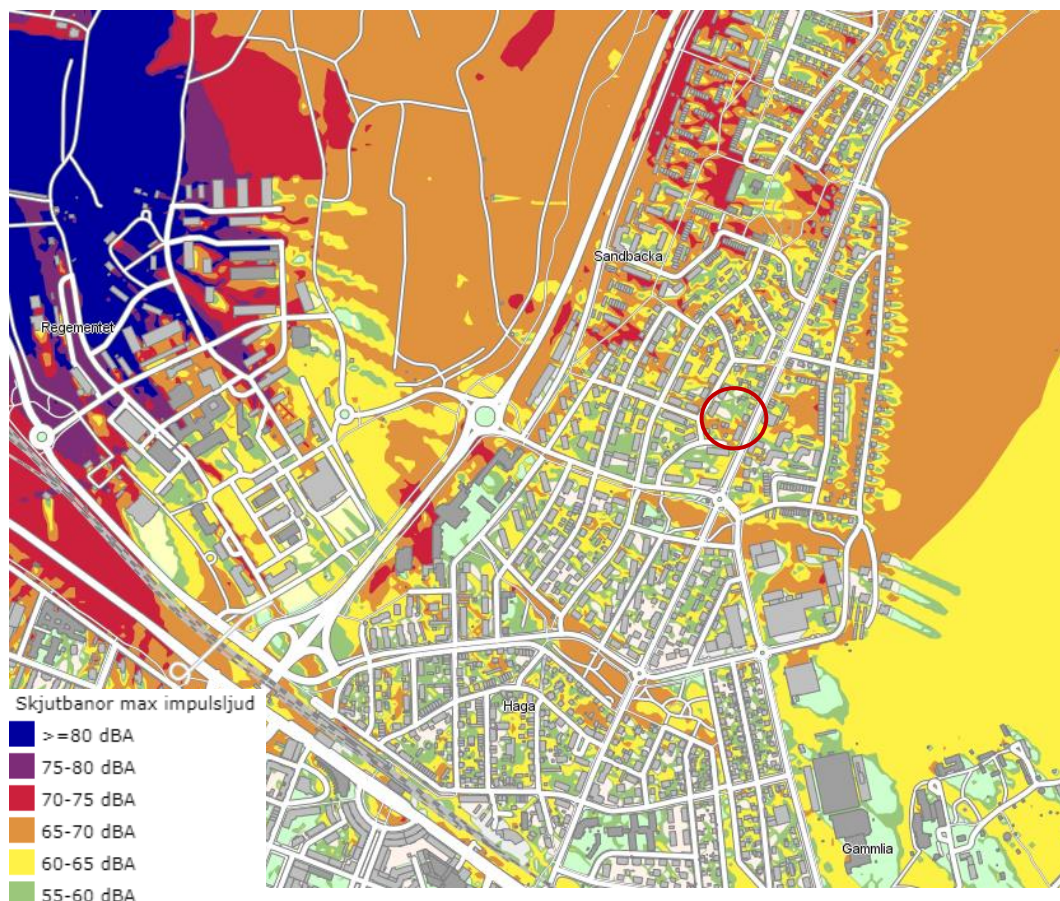 Sandbacka
Regementet
Haga
Gammlia
Skjutbanor max impulsljud
>=80 dBA
75-80 dBA
70-75 dBA
65-70 dBA
60-65 dBA
55-60 dBA